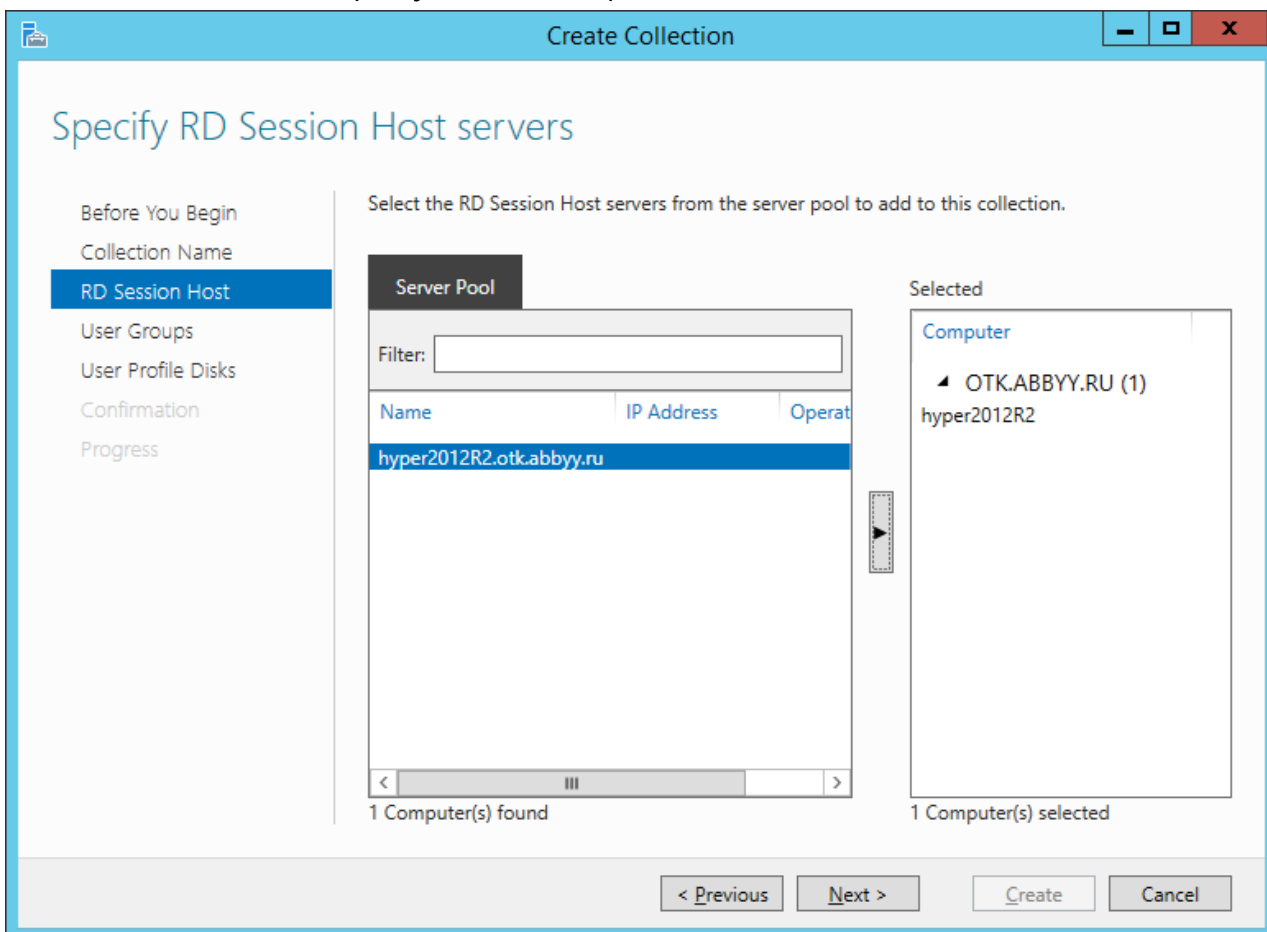 Create Collection
Specify RD Session Host servers
Before You Begin
Collection Name
RD Session Host
User Groups
User Profile Disks
Confirmation
Progress
Select the RD Session Host servers from the server pool to add to this collection.
Server Pool
Filter:
Name IP Address Operat
hyper2012R2.otk.abbyy.ru
1 Computer(s) found
Selected
Computer
OTK.ABBYY.RU (1)
hyper2012R2
1 Computer(s) selected
< Previous Next > Create Cancel